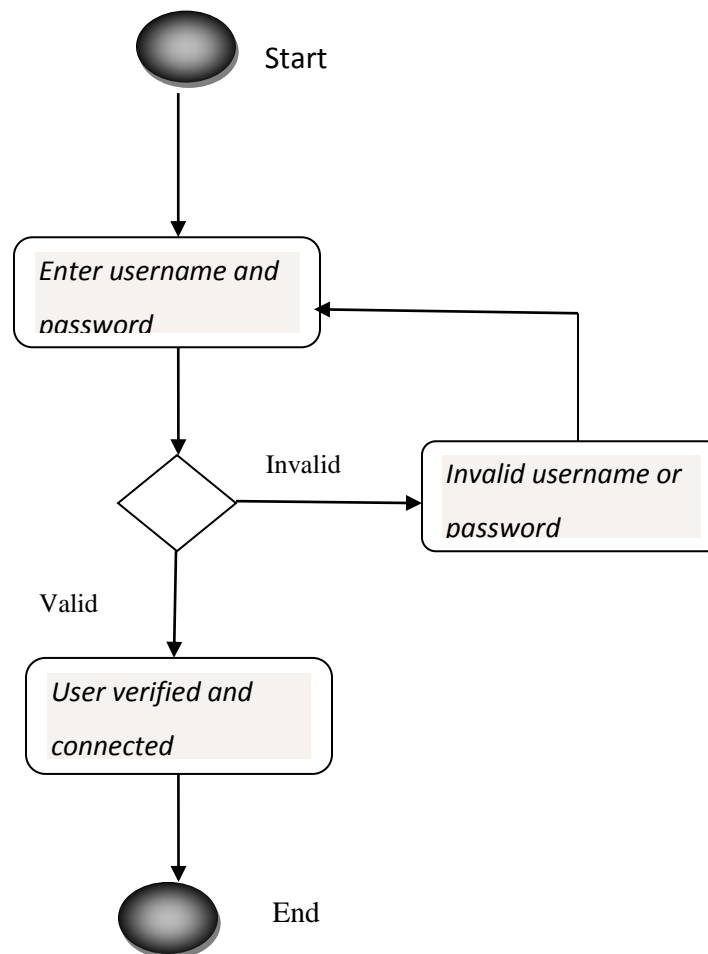 Start
Enter username and
password
Invalid
Invalid username or
password
Valid
User verified and
connected
End